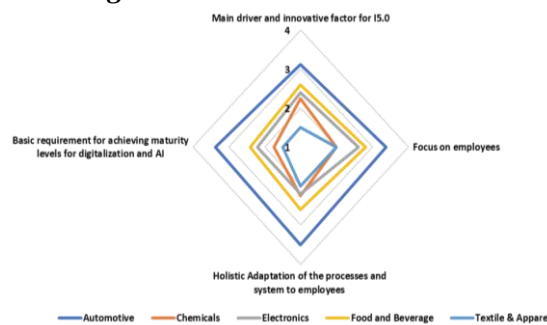 Main driver and innovative factor for I5.0
4
3
2
1
Basic requirement for achieving maturity
levels for digitalization and AI
Focus on employees
Holistic Adaptation of the processes and
system to employees
Automotive Chemicals Electronics Food and Beverage Textile & Appare